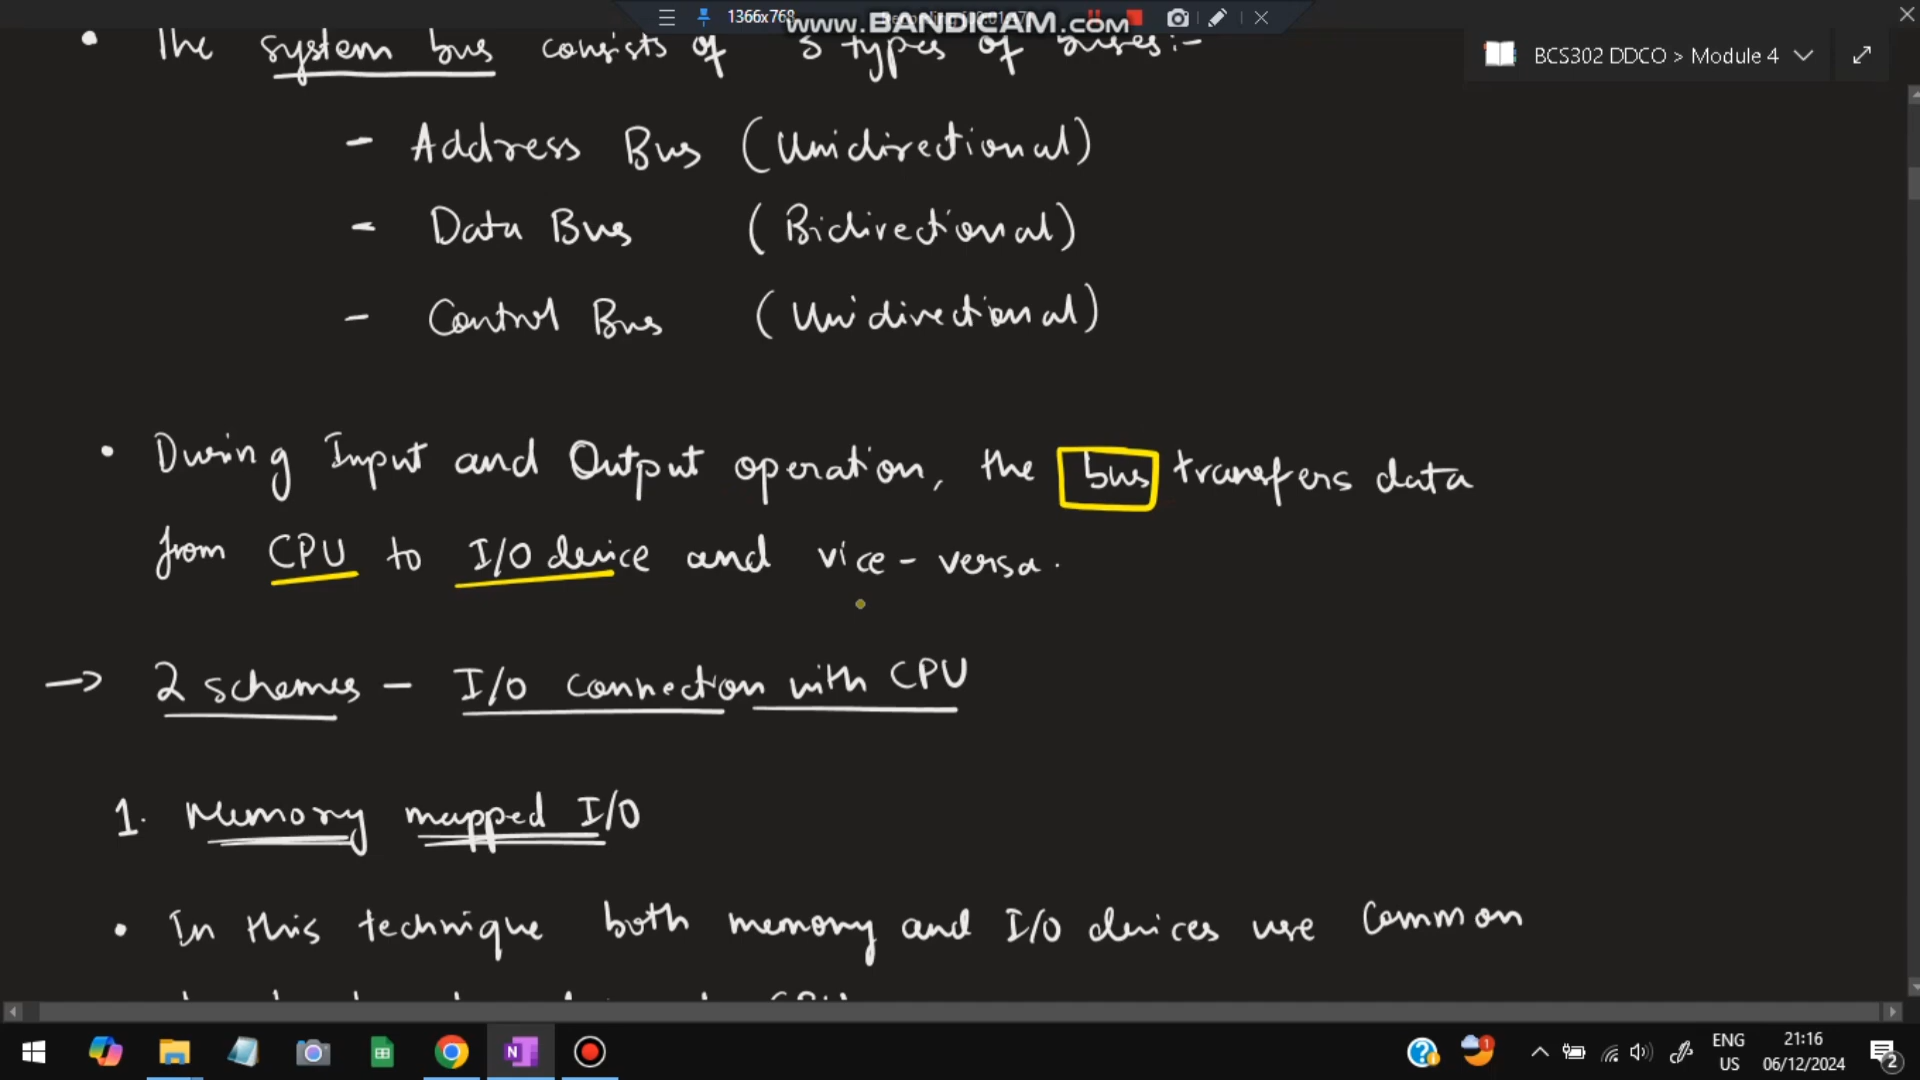 1366x768
www.BANDICAM.com
• The system bus consists of 3 types of buses:-
BCS302 DDCO > Module 4
- Address Bus (Unidirectional)
- Data Bus (Bidirectional)
- Control Bus (Unidirectional)
• During Input and Output operation, the bus transfers data
from CPU to I/O device and vice-versa.
→ 2 schemes - I/O connection with CPU
1. Memory mapped I/O
• In this technique both memory and I/O devices use Common
ENG
US
21:16
06/12/2024
2